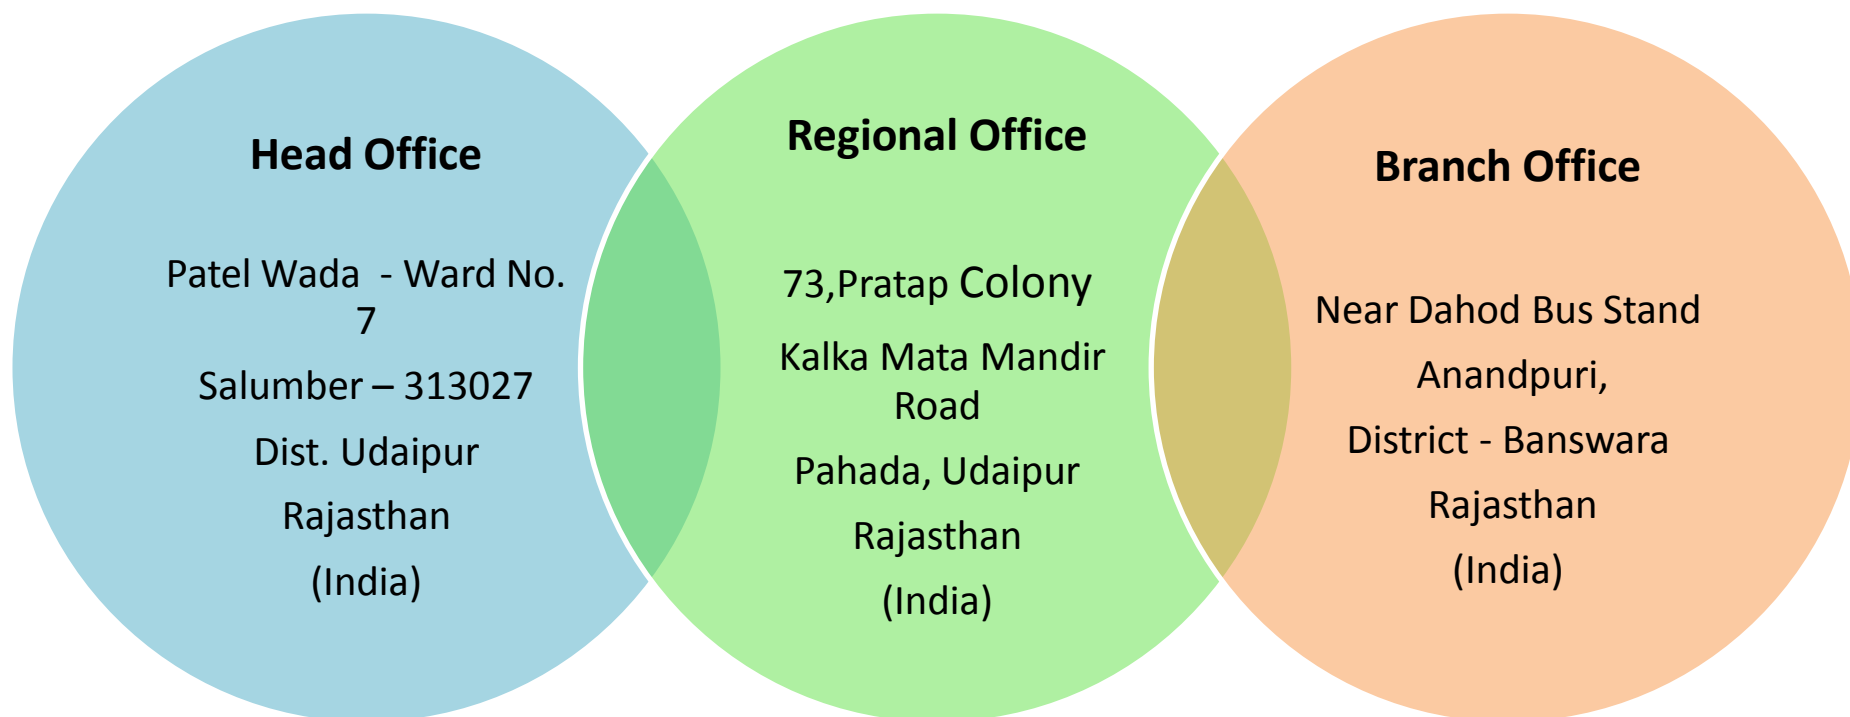 Head Office
Patel Wada - Ward No.
7
Salumber – 313027
Dist. Udaipur
Rajasthan
(India)
Regional Office
73,Pratap Colony
Kalka Mata Mandir
Road
Pahada, Udaipur
Rajasthan
(India)
Branch Office
Near Dahod Bus Stand
Anandpuri,
District - Banswara
Rajasthan
(India)